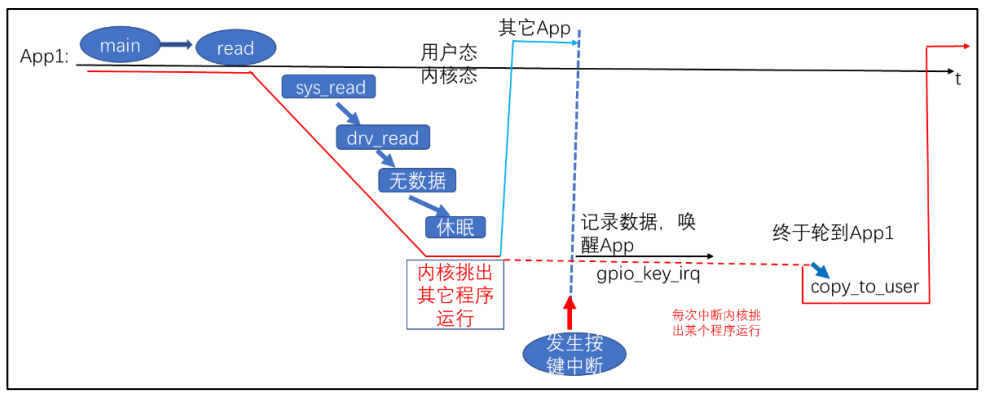 其它App
main
read
App1:
用户态
内核态
t
sys_read
drv_read
无数据
休眠
记录数据，唤
醒App
gpio_key_irq
终于轮到App1
copy_to_user
内核挑出
其它程序
运行
每次中断内核挑
出某个程序运行
发生按
键中断